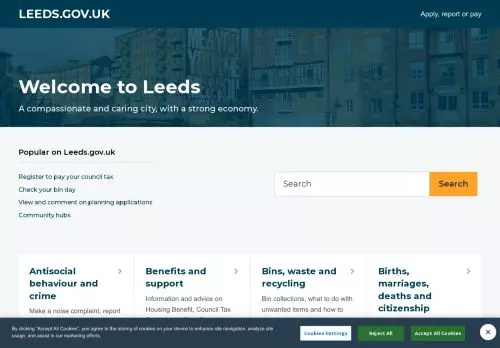 LEEDS.GOV.UK
Apply, report or pay
Welcome to Leeds
A compassionate and caring city, with a strong economy.
Popular on Leeds.gov.uk
Register to pay your council tax
Check your bin day
View and comment on planning applications
Community hubs
Search
Search
Antisocial
behaviour and
crime
Make a noise complaint, report
Benefits and
support
Information and advice on
Housing Benefit, Council Tax
Bins, waste and
recycling
Bin collections, what to do with
unwanted items and how to
Births,
marriages,
deaths and
citizenship
By clicking "Accept All Cookies", you agree to the storing of cookies on your device to enhance site navigation, analyze site
usage, and assist in our marketing efforts.
Cookies Settings
Reject All
Accept All Cookies